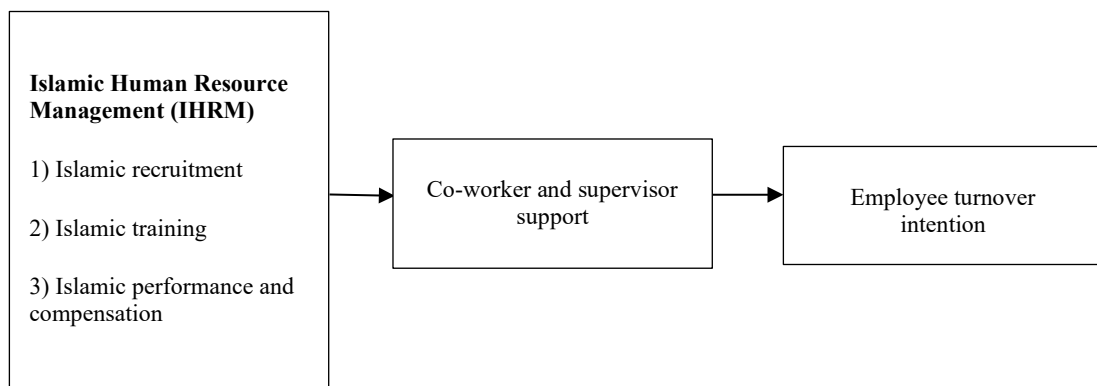 Islamic Human Resource
Management (IHRM)
1) Islamic recruitment
2) Islamic training
3) Islamic performance and
compensation
Co-worker and supervisor
support
Employee turnover
intention